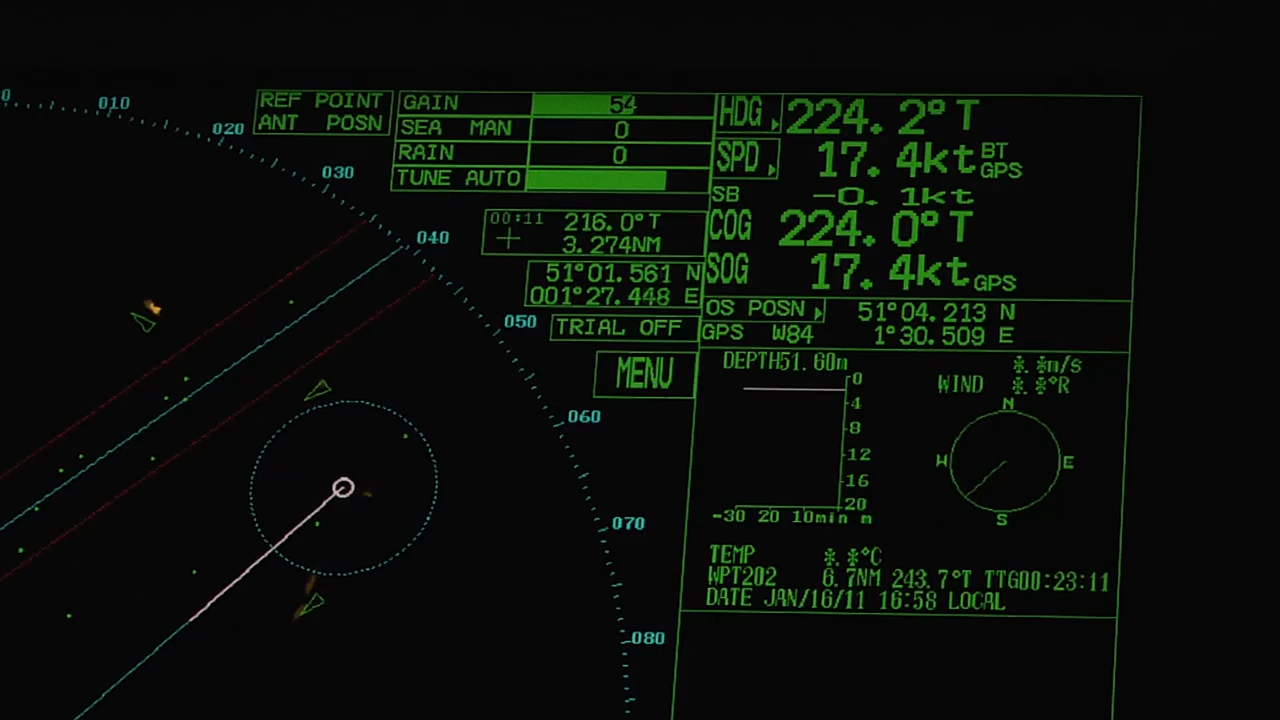 0
010
020
030
040
050
060
070
080
REF POINT
ANT POSN
GAIN 54
SEA MAN 0
RAIN 0
TUNE AUTO
00:11 216.0°T
3.274NM
51°01.561 N
001°27.448 E
TRIAL OFF
MENU
HDG 224.2°T
SPD 17.4kt BT GPS
SB -0.1kt
COG 224.0°T
SOG 17.4kt GPS
OS POSN 51°04.213 N
GPS W84 1°30.509 E
DEPTH51.60m
0
4
8
12
16
20
-30 20 10min m
WIND *.*m/s
*.*°R
N
W E
S
TEMP *.*°C
WPT202 6.7NM 243.7°T TTG00:23:11
DATE JAN/16/11 16:58 LOCAL